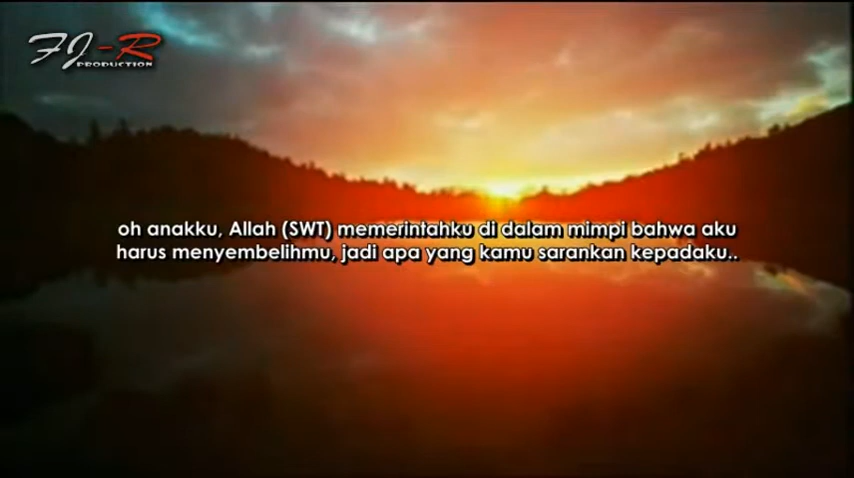 FJ-R
PRODUCTION
oh anakku, Allah (SWT) memerintahku di dalam mimpi bahwa aku
harus menyembelihmu, jadi apa yang kamu sarankan kepadaku..